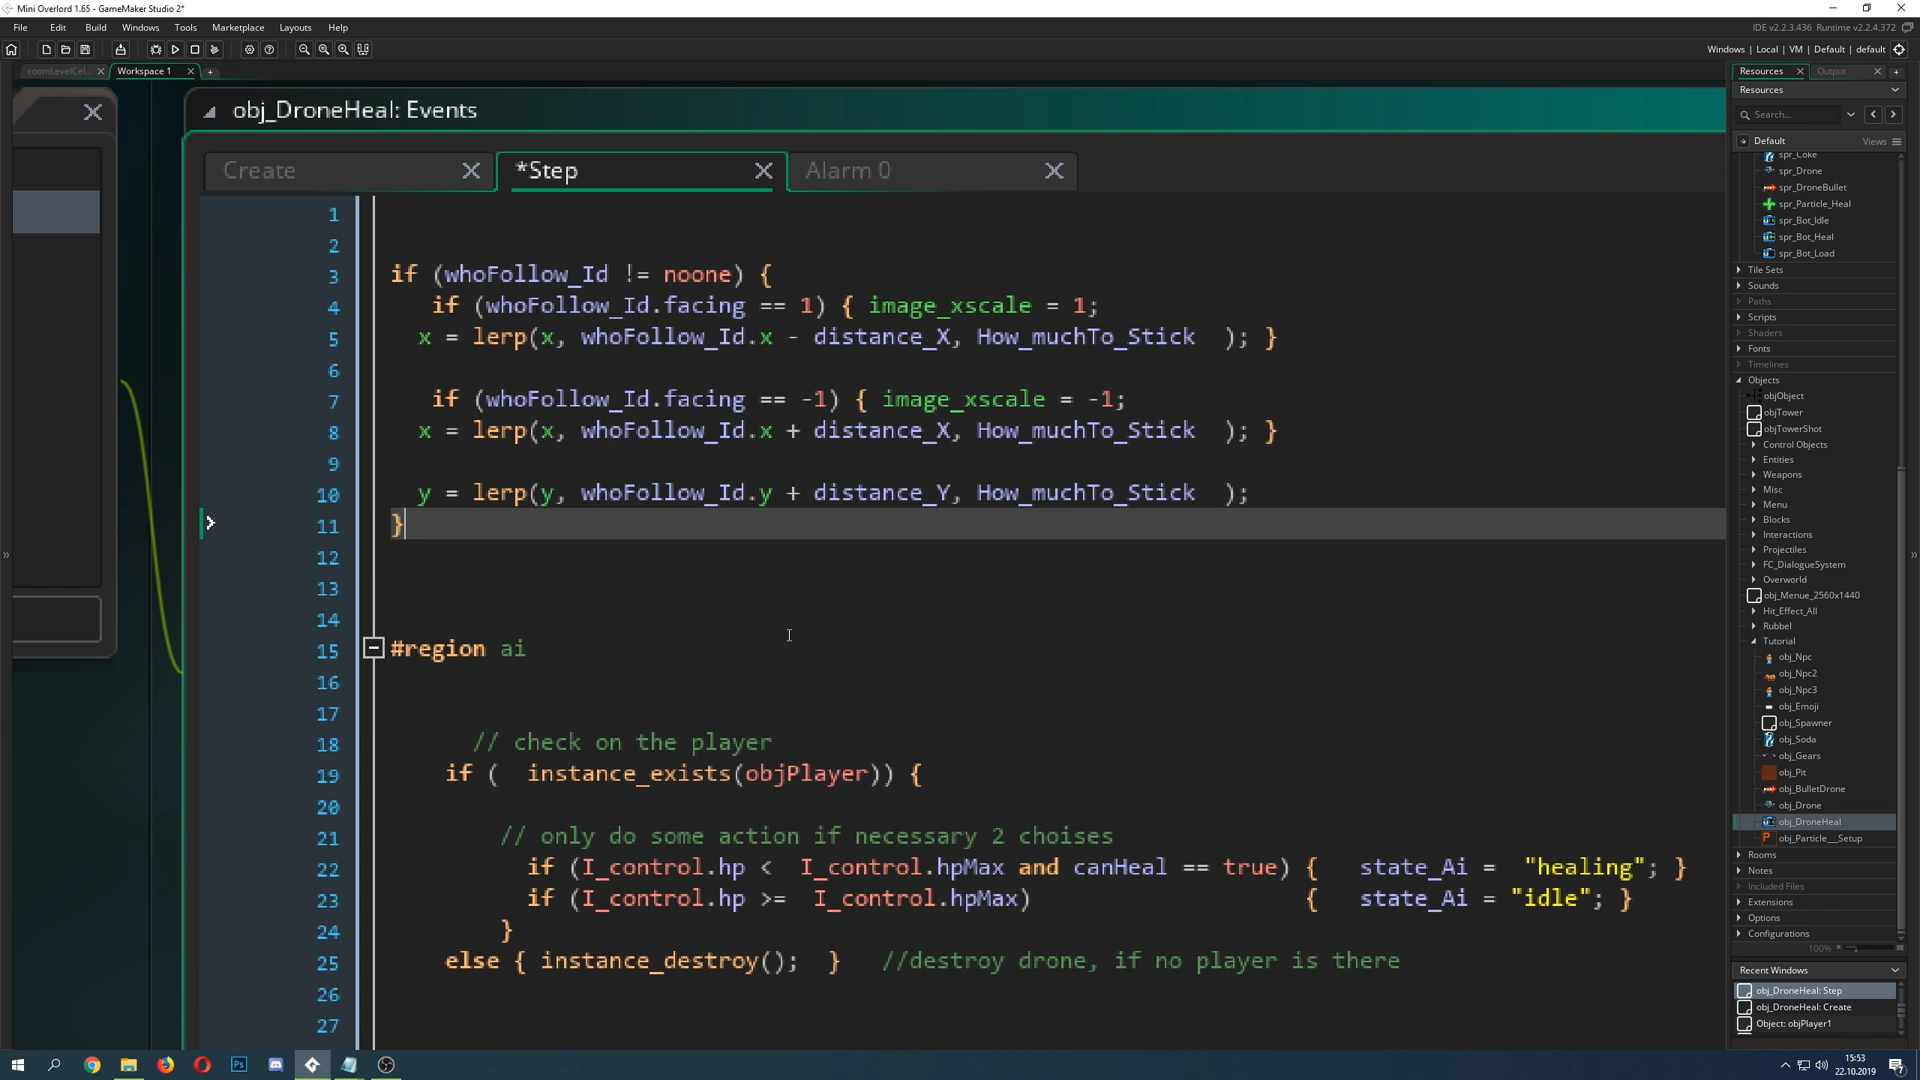 Mini Overlord 1.65 - GameMaker Studio 2*
File Edit Build Windows Tools Marketplace Layouts Help
IDE v2.2.3.436 Runtime v2.2.4.372
Windows | Local | VM | Default | default
roomLevelCel...
Workspace 1
obj_DroneHeal: Events
Create
*Step
Alarm 0
1
2
3 if (whoFollow_Id != noone) {
4 if (whoFollow_Id.facing == 1) { image_xscale = 1;
5 x = lerp(x, whoFollow_Id.x - distance_X, How_muchTo_Stick ); }
6
7 if (whoFollow_Id.facing == -1) { image_xscale = -1;
8 x = lerp(x, whoFollow_Id.x + distance_X, How_muchTo_Stick ); }
9
10 y = lerp(y, whoFollow_Id.y + distance_Y, How_muchTo_Stick );
11 }
12
13
14
15 #region ai
16
17
18 // check on the player
19 if ( instance_exists(objPlayer)) {
20
21 // only do some action if necessary 2 choises
22 if (I_control.hp < I_control.hpMax and canHeal == true) { state_Ai = "healing"; }
23 if (I_control.hp >= I_control.hpMax) { state_Ai = "idle"; }
24 }
25 else { instance_destroy(); } //destroy drone, if no player is there
26
27
Resources
Output
Resources
Search...
Default
Views
spr_Coke
spr_Drone
spr_DroneBullet
spr_Particle_Heal
spr_Bot_Idle
spr_Bot_Heal
spr_Bot_Load
Tile Sets
Sounds
Paths
Scripts
Shaders
Fonts
Timelines
Objects
objObject
objTower
objTowerShot
Control Objects
Entities
Weapons
Misc
Menu
Blocks
Interactions
Projectiles
FC_DialogueSystem
Overworld
obj_Menue_2560x1440
Hit_Effect_All
Rubbel
Tutorial
obj_Npc
obj_Npc2
obj_Npc3
obj_Emoji
obj_Spawner
obj_Soda
obj_Gears
obj_Pit
obj_BulletDrone
obj_Drone
obj_DroneHeal
obj_Particle__Setup
Rooms
Notes
Included Files
Extensions
Options
Configurations
100%
Recent Windows
obj_DroneHeal: Step
obj_DroneHeal: Create
Object: objPlayer1
Ps
15:53
22.10.2019
7